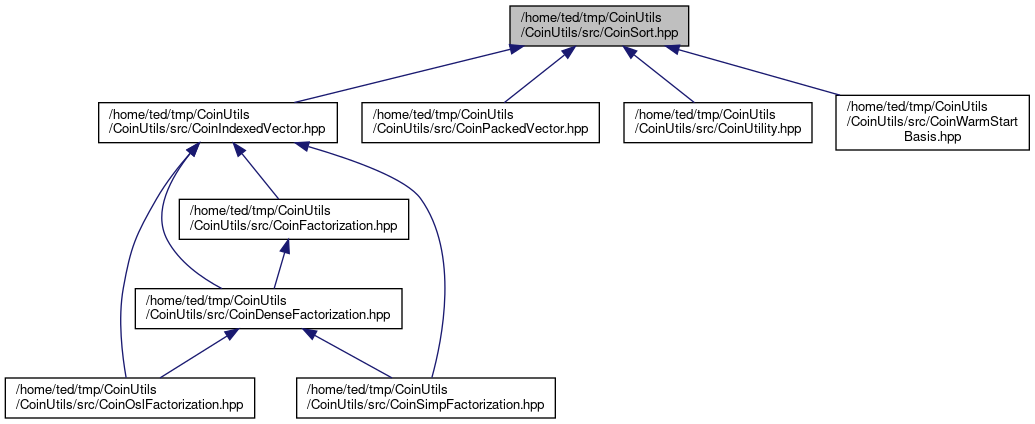 /home/ted/tmp/CoinUtils
/CoinUtils/src/CoinSort.hpp
/home/ted/tmp/CoinUtils
/CoinUtils/src/CoinIndexedVector.hpp
/home/ted/tmp/CoinUtils
/CoinUtils/src/CoinPackedVector.hpp
/home/ted/tmp/CoinUtils
/CoinUtils/src/CoinUtility.hpp
/home/ted/tmp/CoinUtils
/CoinUtils/src/CoinWarmStart
Basis.hpp
/home/ted/tmp/CoinUtils
/CoinUtils/src/CoinFactorization.hpp
/home/ted/tmp/CoinUtils
/CoinUtils/src/CoinDenseFactorization.hpp
/home/ted/tmp/CoinUtils
/CoinUtils/src/CoinOslFactorization.hpp
/home/ted/tmp/CoinUtils
/CoinUtils/src/CoinSimpFactorization.hpp